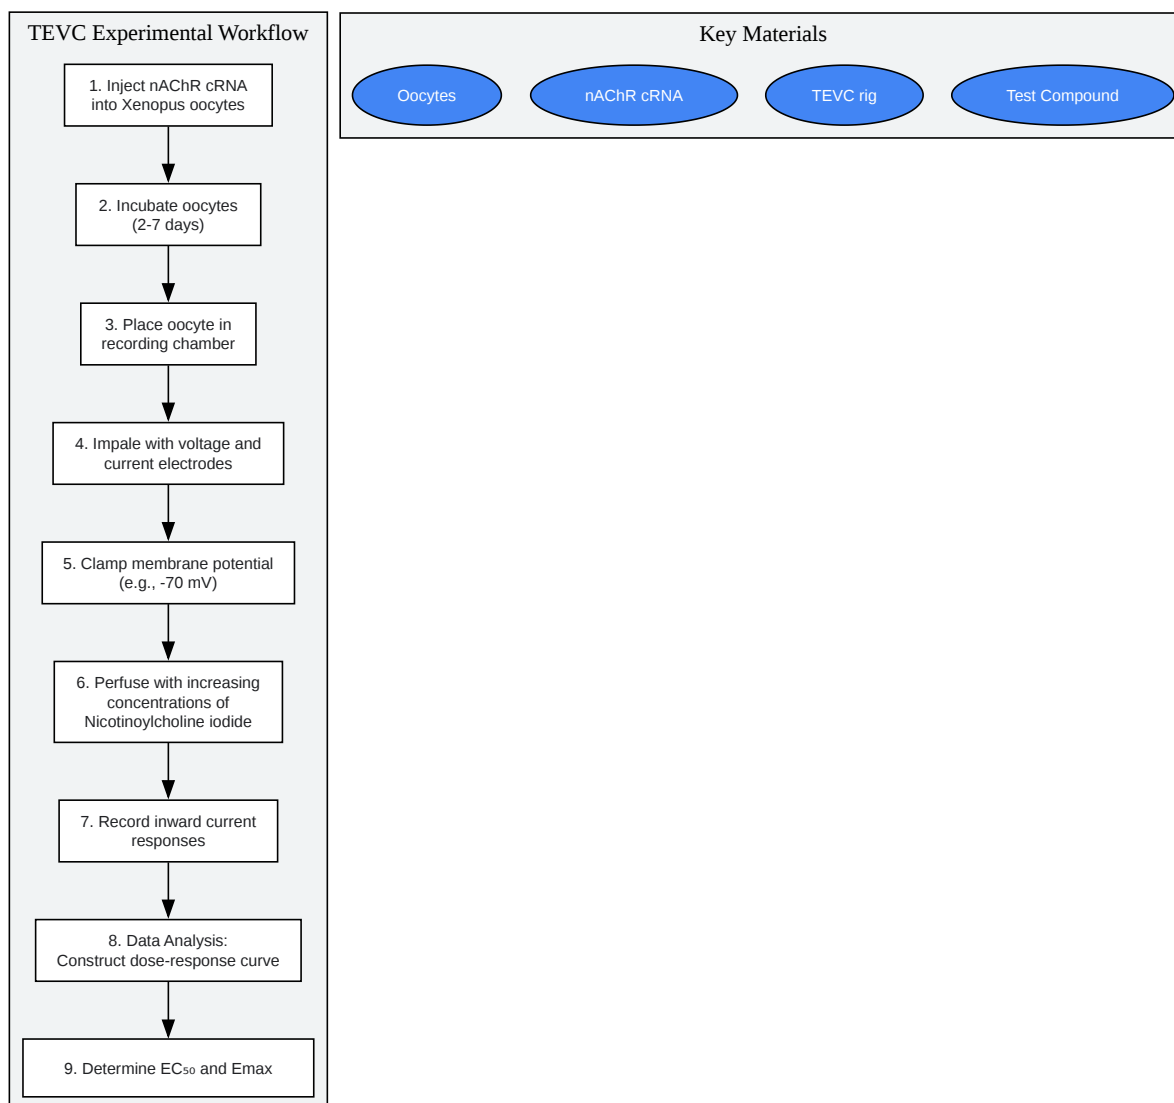 TEVC Experimental Workflow
1. Inject nAChR cRNA
into Xenopus oocytes
2. Incubate oocytes
(2-7 days)
3. Place oocyte in
recording chamber
4. Impale with voltage and
current electrodes
5. Clamp membrane potential
(e.g., -70 mV)
6. Perfuse with increasing
concentrations of
Nicotinoylcholine iodide
7. Record inward current
responses
8. Data Analysis:
Construct dose-response curve
9. Determine EC₅₀ and Emax
Key Materials
Oocytes
nAChR cRNA
TEVC rig
Test Compound